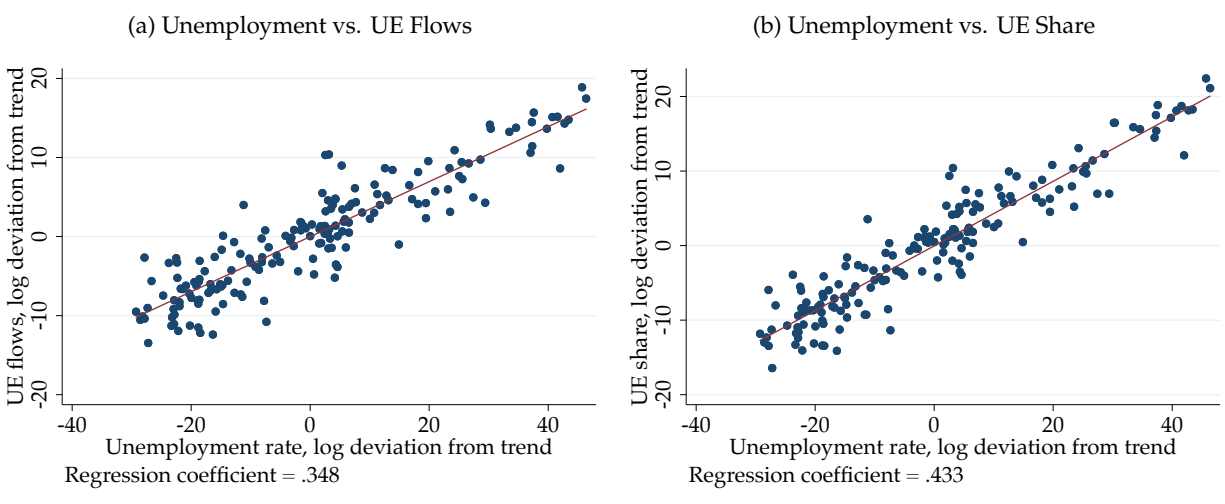 (a) Unemployment vs. UE Flows
UE flows, log deviation from trend
20
10
0
-10
-20
-40
-20
0
20
40
Unemployment rate, log deviation from trend
Regression coefficient = .348
(b) Unemployment vs. UE Share
UE share, log deviation from trend
20
10
0
-10
-20
-40
-20
0
20
40
Unemployment rate, log deviation from trend
Regression coefficient = .433